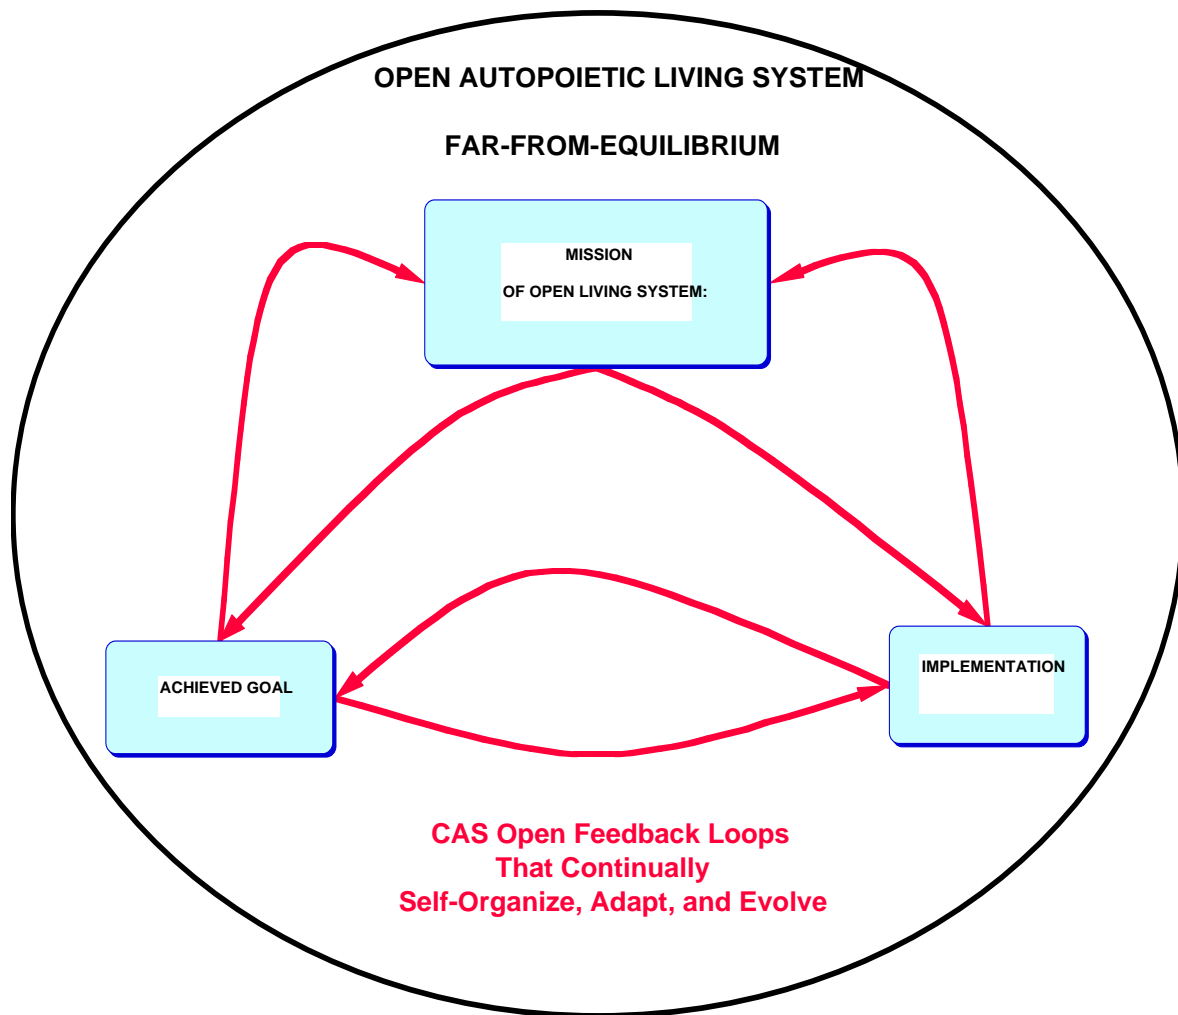 OPEN AUTOPOIETIC LIVING SYSTEM
FAR-FROM-EQUILIBRIUM
MISSION
OF OPEN LIVING SYSTEM:
ACHIEVED GOAL
IMPLEMENTATION
CAS Open Feedback Loops
That Continually
Self-Organize, Adapt, and Evolve